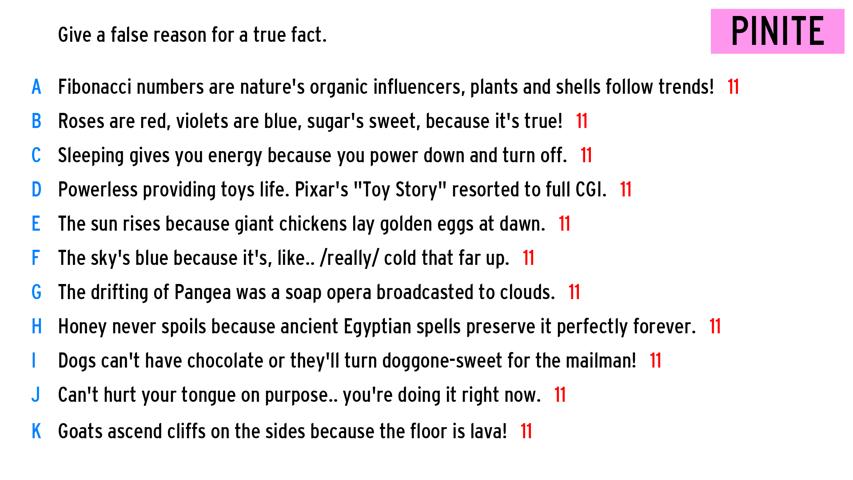 Give a false reason for a true fact.
PINITE
A Fibonacci numbers are nature's organic influencers, plants and shells follow trends! 11
B Roses are red, violets are blue, sugar's sweet, because it's true! 11
C Sleeping gives you energy because you power down and turn off. 11
D Powerless providing toys life. Pixar's "Toy Story" resorted to full CGI. 11
E The sun rises because giant chickens lay golden eggs at dawn. 11
F The sky's blue because it's, like.. /really/ cold that far up. 11
G The drifting of Pangea was a soap opera broadcasted to clouds. 11
H Honey never spoils because ancient Egyptian spells preserve it perfectly forever. 11
I Dogs can't have chocolate or they'll turn doggone-sweet for the mailman! 11
J Can't hurt your tongue on purpose.. you're doing it right now. 11
K Goats ascend cliffs on the sides because the floor is lava! 11